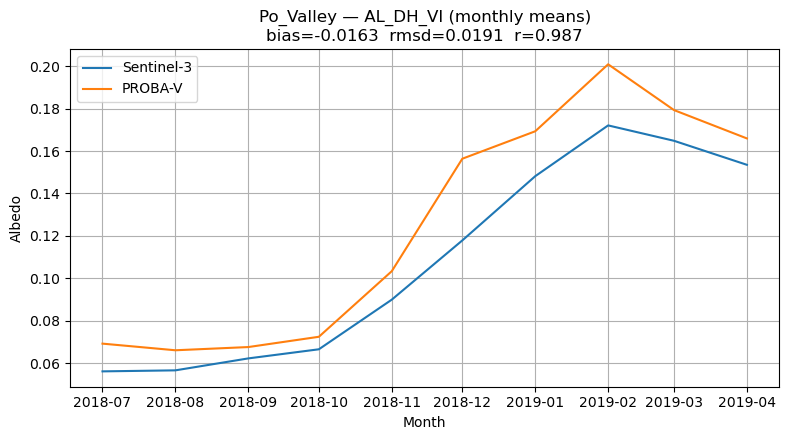 Po_Valley — AL_DH_VI (monthly means)
bias=-0.0163  rmsd=0.0191  r=0.987
Sentinel-3
PROBA-V
0.20
0.18
0.16
0.14
0.12
0.10
0.08
0.06
Albedo
2018-07 2018-08 2018-09 2018-10 2018-11 2018-12 2019-01 2019-02 2019-03 2019-04
Month